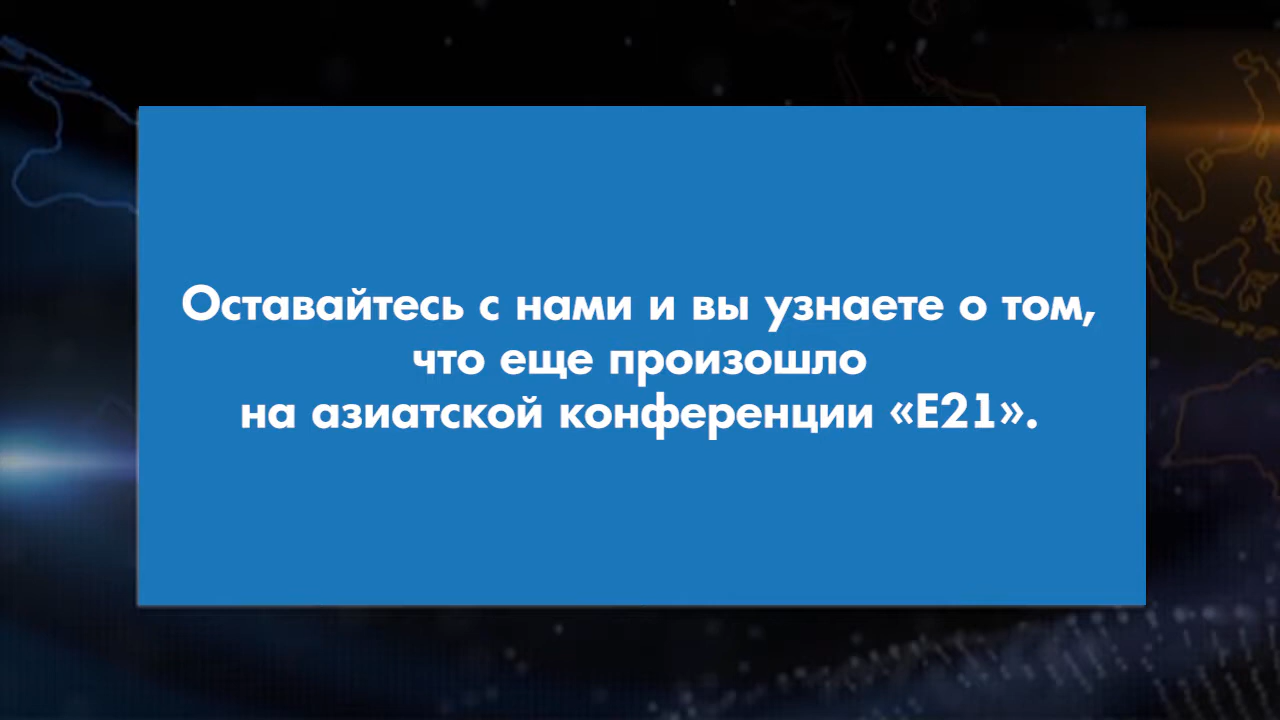 Оставайтесь с нами и вы узнаете о том,
что еще произошло
на азиатской конференции «Е21».